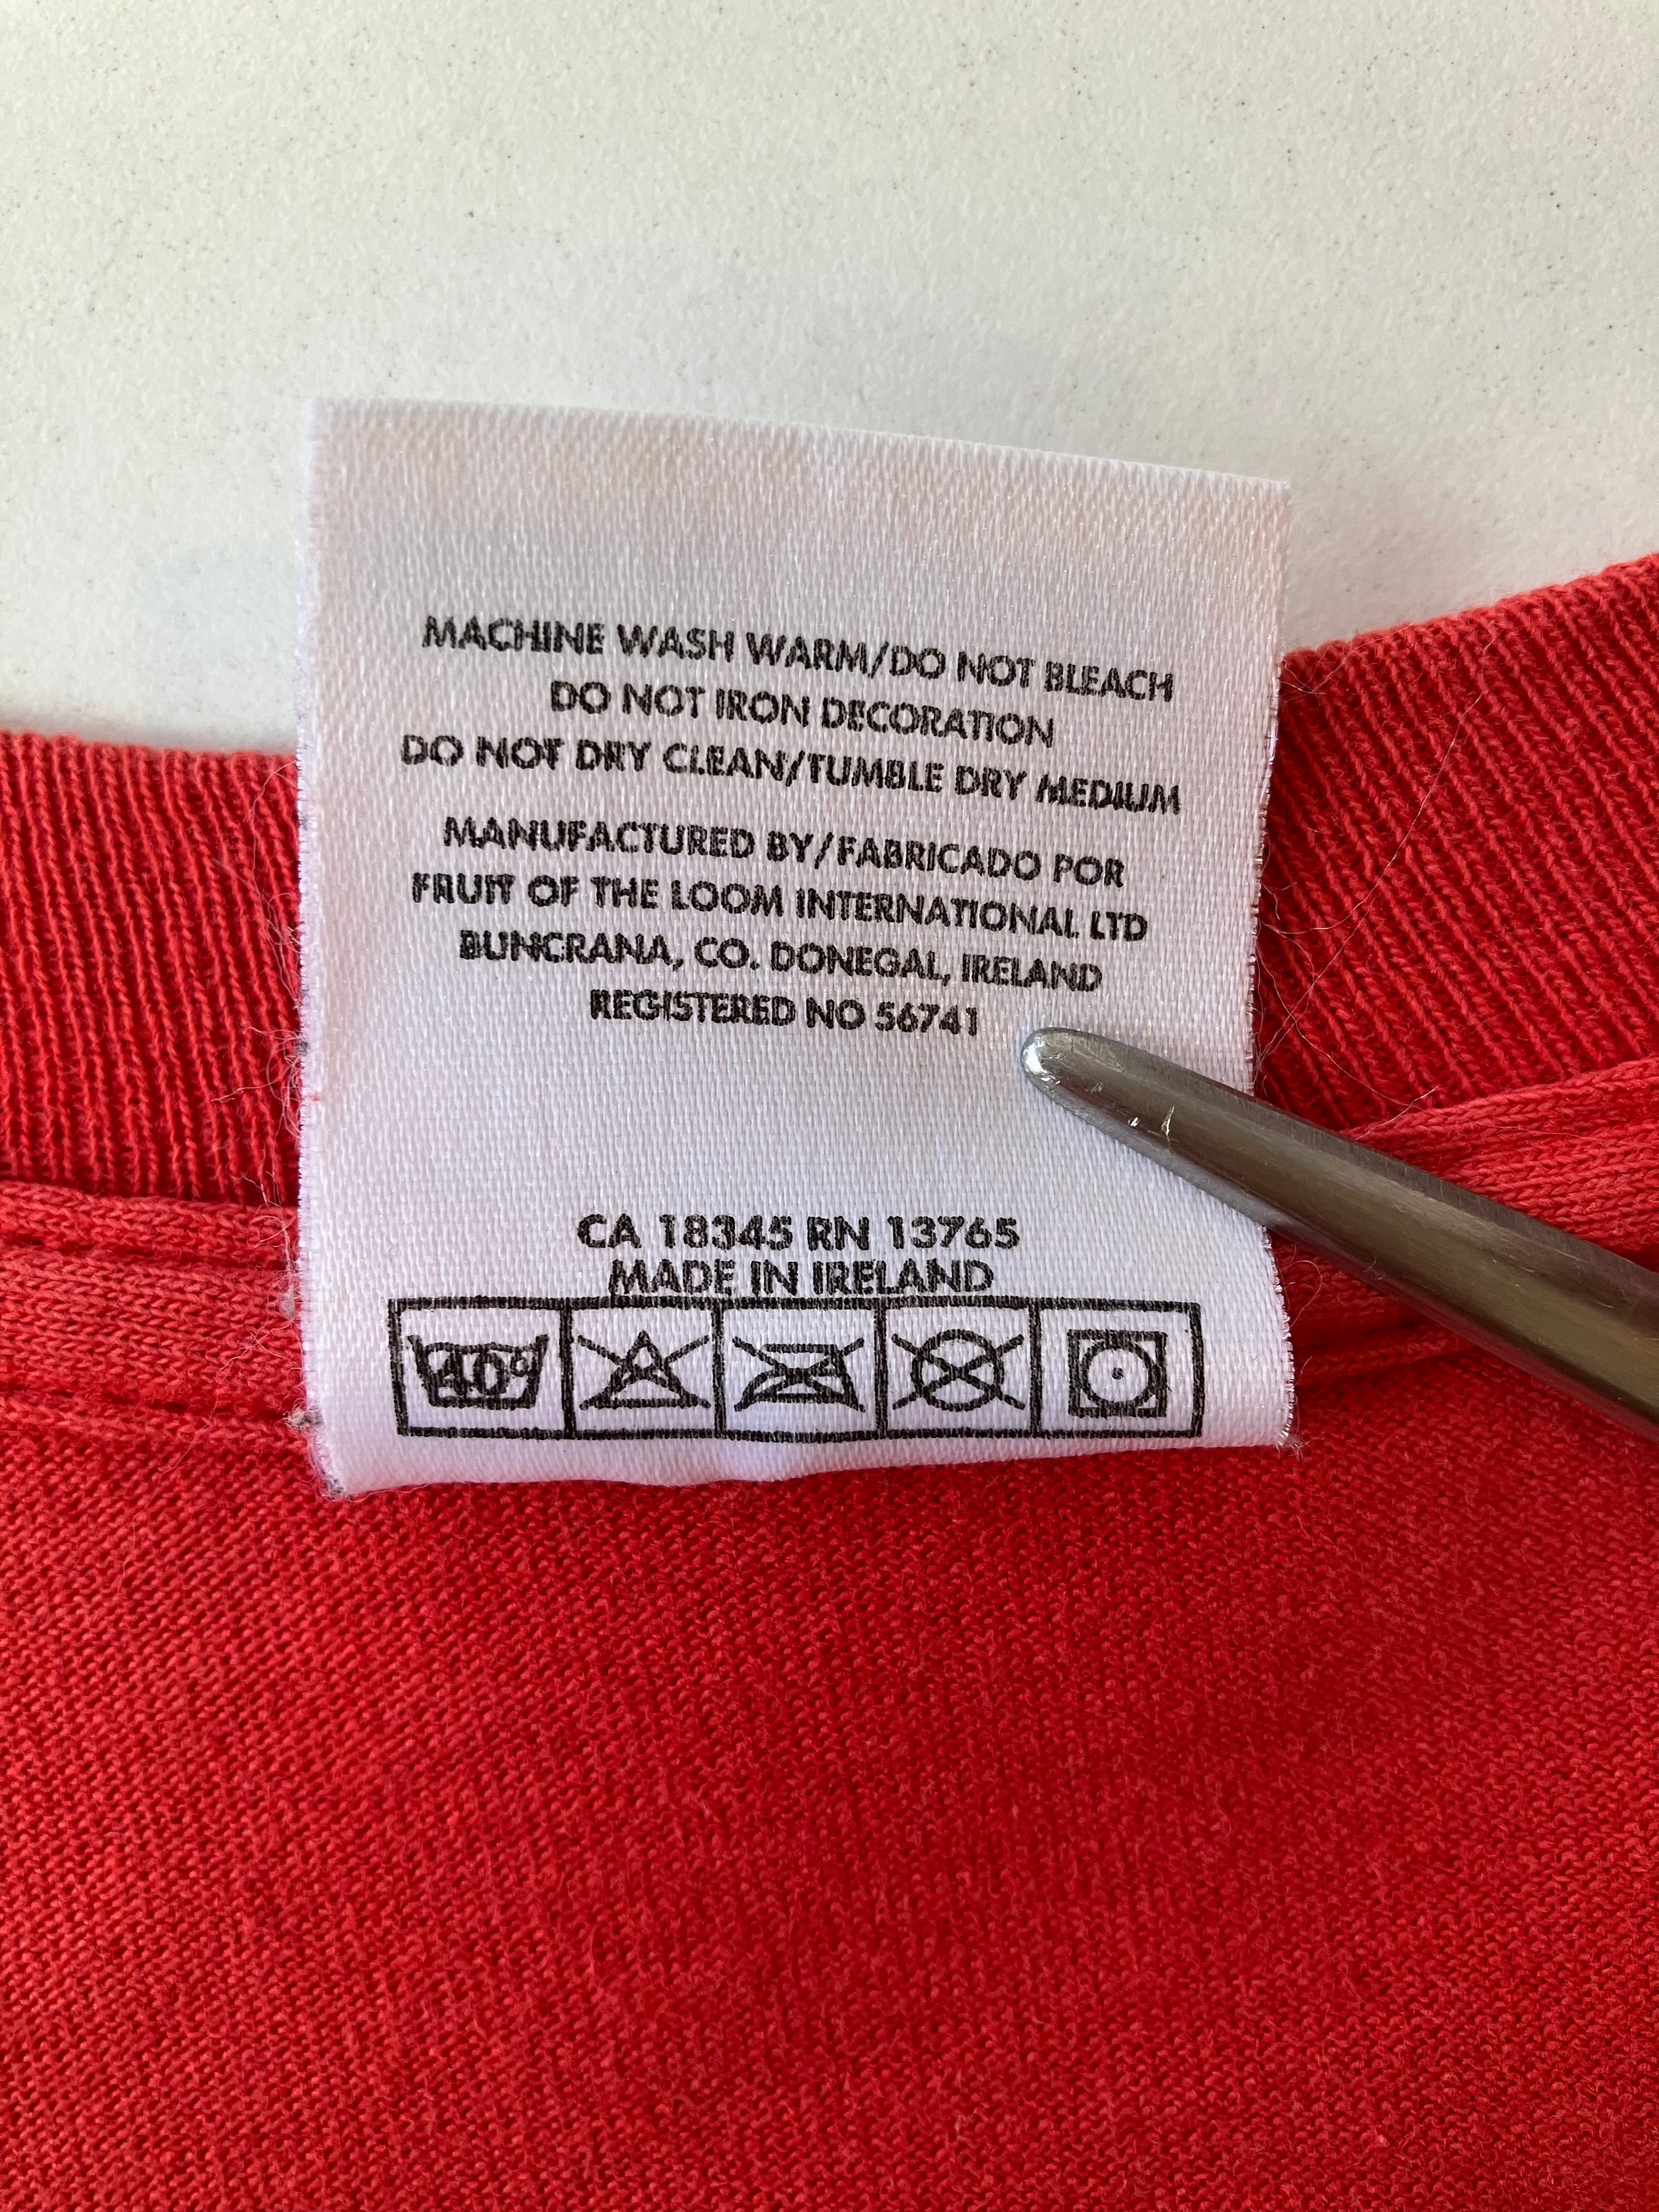 MACHINE WASH WARM/DO NOT BLEACH
DO NOT IRON DECORATION
DO NOT DRY CLEAN/TUMBLE DRY MEDIUM
MANUFACTURED BY/FABRICADO POR
FRUIT OF THE LOOM INTERNATIONAL LTD
BUNCRANA, CO. DONEGAL, IRELAND
REGISTERED NO 56741
CA 18345 RN 13765
MADE IN IRELAND
40°